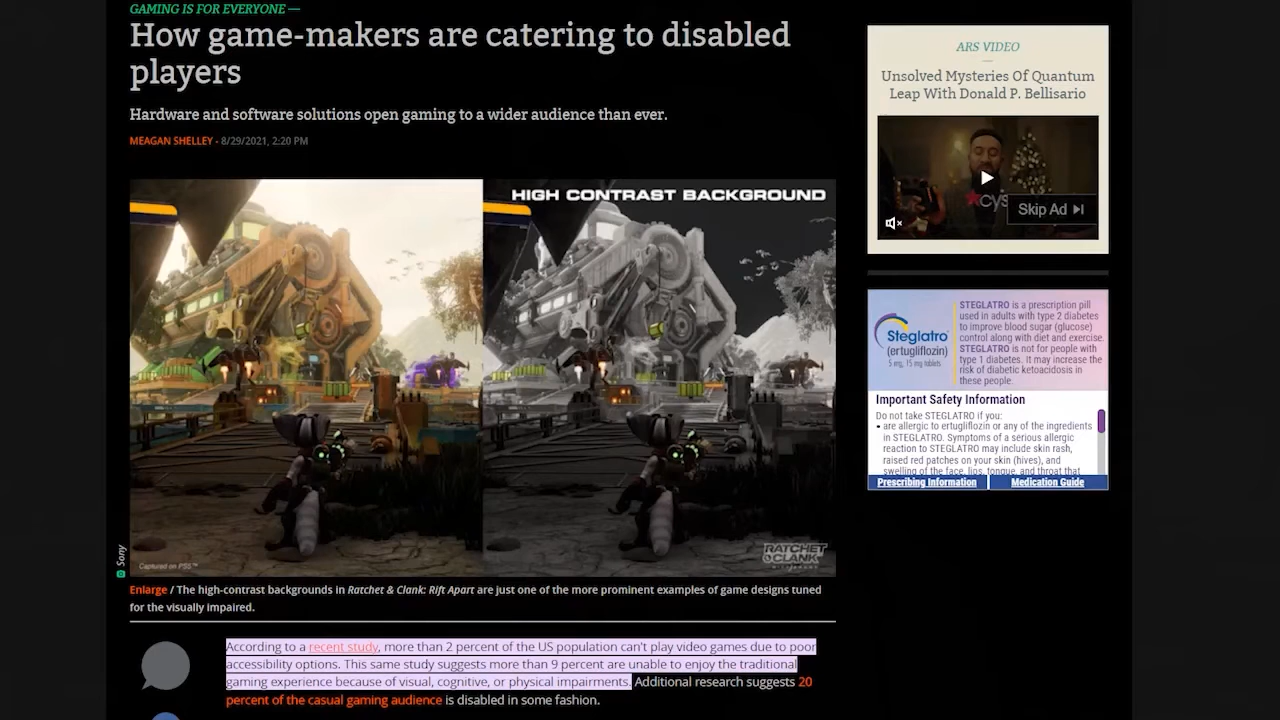 GAMING IS FOR EVERYONE —
How game-makers are catering to disabled
players
Hardware and software solutions open gaming to a wider audience than ever.
MEAGAN SHELLEY - 8/29/2021, 2:20 PM
HIGH CONTRAST BACKGROUND
Captured on PS5™
RATCHET
& CLANK
Sony
Enlarge / The high-contrast backgrounds in Ratchet & Clank: Rift Apart are just one of the more prominent examples of game designs tuned
for the visually impaired.
According to a recent study, more than 2 percent of the US population can't play video games due to poor
accessibility options. This same study suggests more than 9 percent are unable to enjoy the traditional
gaming experience because of visual, cognitive, or physical impairments. Additional research suggests 20
percent of the casual gaming audience is disabled in some fashion.
ARS VIDEO
Unsolved Mysteries Of Quantum
Leap With Donald P. Bellisario
Skip Ad
Steglatro
(ertugliflozin)
5 mg, 15 mg tablets
STEGLATRO is a prescription pill
used in adults with type 2 diabetes
to improve blood sugar (glucose)
control along with diet and exercise.
STEGLATRO is not for people with
type 1 diabetes. It may increase the
risk of diabetic ketoacidosis in
these people.
Important Safety Information
Do not take STEGLATRO if you:
• are allergic to ertugliflozin or any of the ingredients
in STEGLATRO. Symptoms of a serious allergic
reaction to STEGLATRO may include skin rash,
raised red patches on your skin (hives), and
swelling of the face, lips, tongue, and throat that
Prescribing Information
Medication Guide